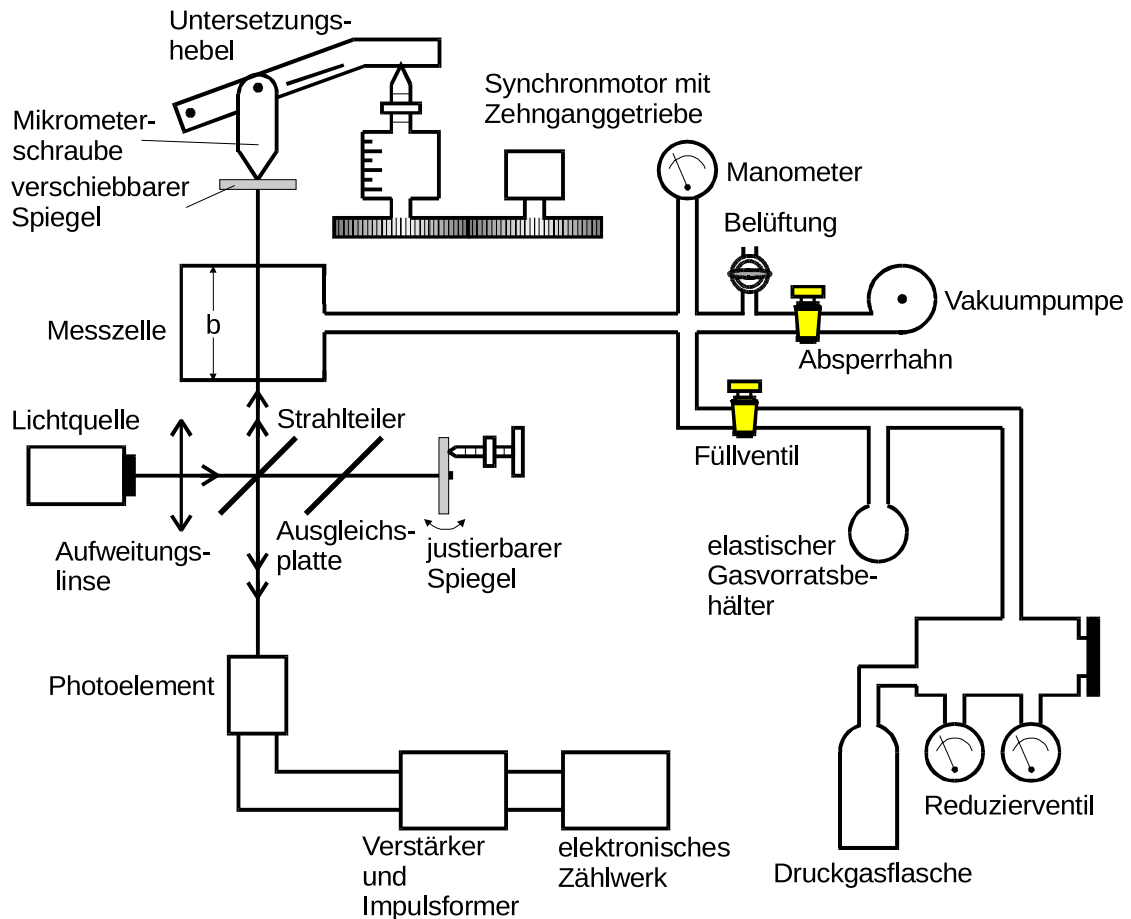 Untersetzungs-
hebel
Synchronmotor mit
Zehnganggetriebe
Mikrometer-
schraube
verschiebbarer
Spiegel
Manometer
Belüftung
Vakuumpumpe
b
Messzelle
Absperrhahn
Lichtquelle
Strahlteiler
Füllventil
Ausgleichs-
platte
Aufweitungs-
linse
justierbarer
Spiegel
elastischer
Gasvorratsbe-
hälter
Photoelement
Reduzierventil
Verstärker
und
Impulsformer
elektronisches
Zählwerk
Druckgasflasche